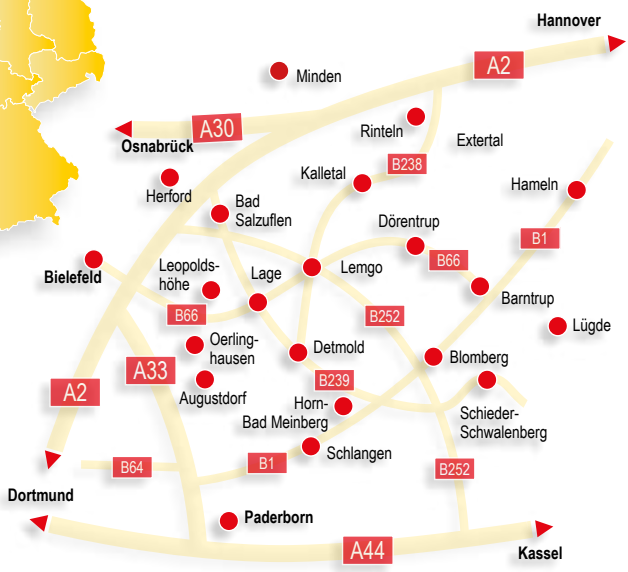 Hannover
A2
Minden
A30
Rinteln
Extertal
Osnabrück
B238
Kalletal
Herford
Hameln
Bad
Salzuflen
Dörentrup
B1
B66
Bielefeld
Leopolds-
höhe
Lage
Lemgo
Barntrup
B66
B252
Lügde
Oerling-
hausen
Detmold
Blomberg
A33
B239
A2
Augustdorf
Horn-
Bad Meinberg
Schieder-
Schwalenberg
Schlangen
B64
B1
B252
Dortmund
Paderborn
A44
Kassel